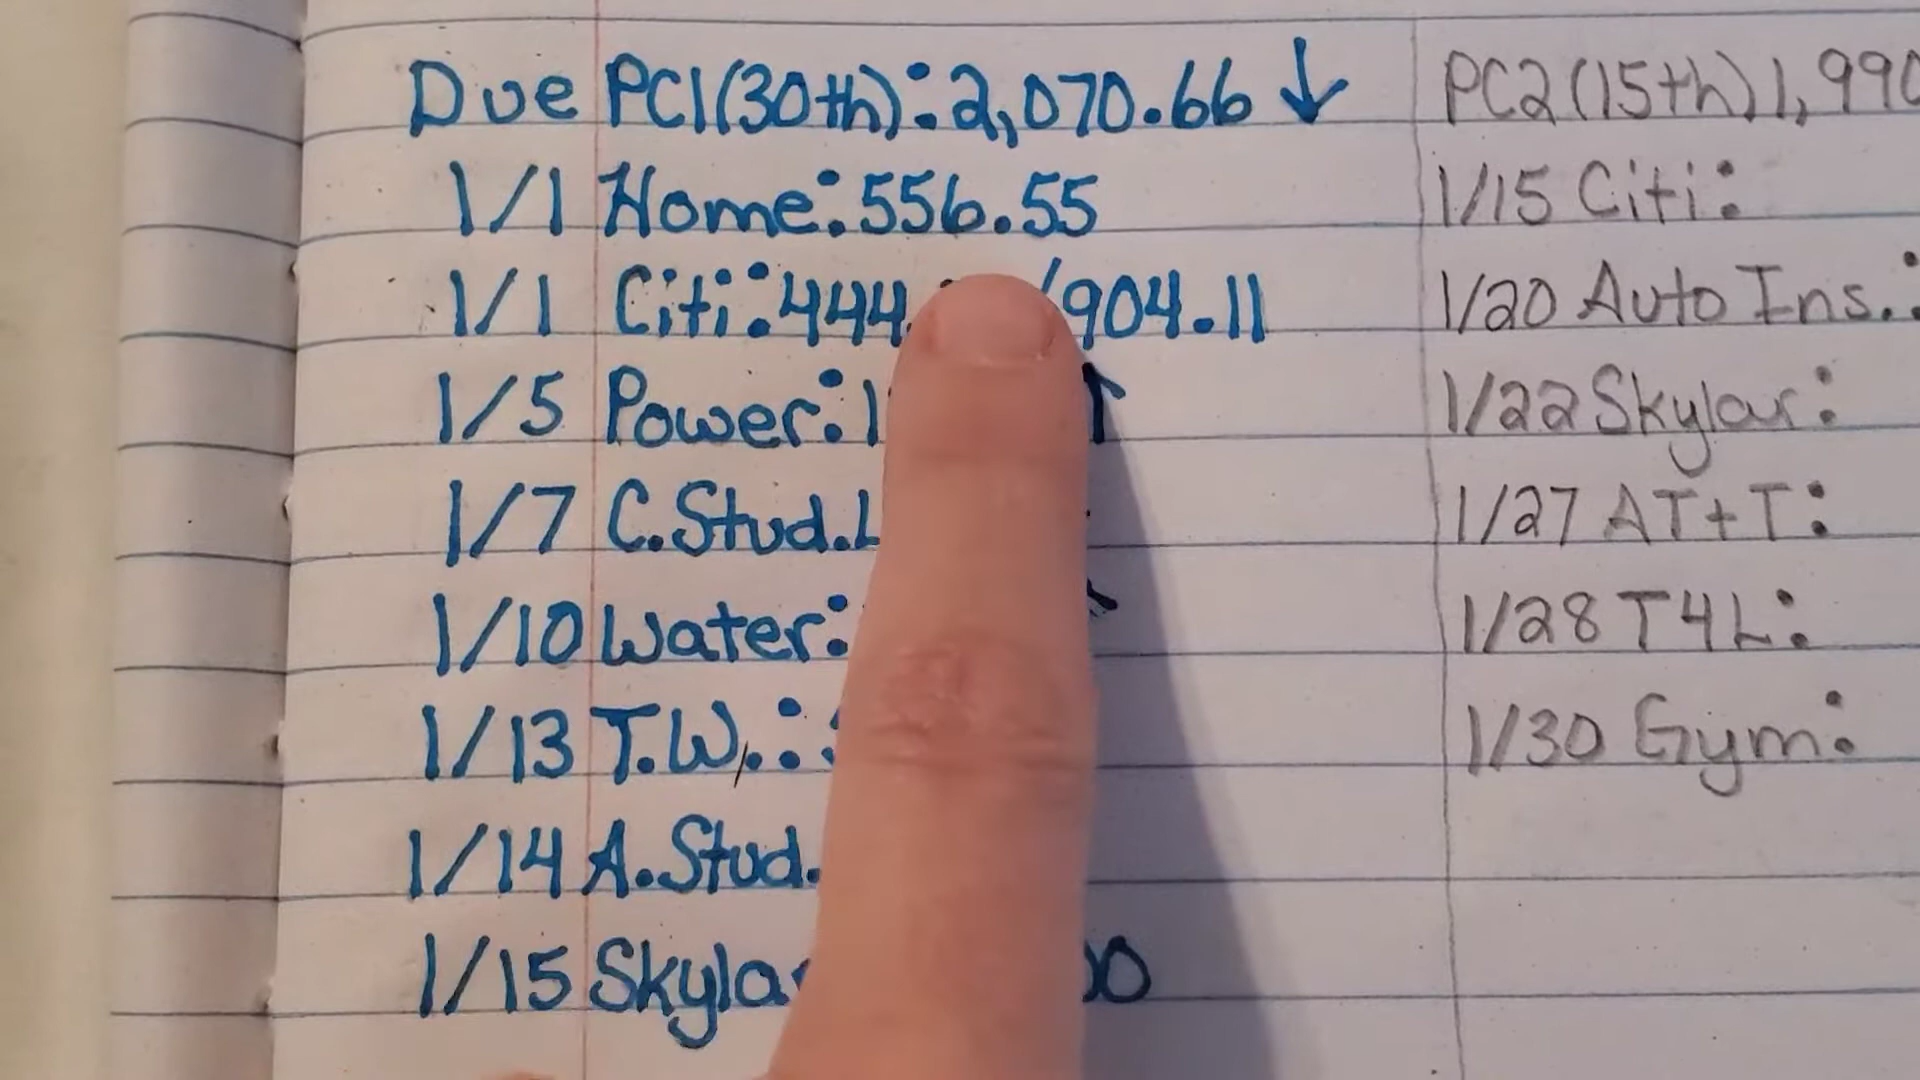 Due PC1(30th): 2,070.66 ↓
1/1 Home: 556.55
1/1 Citi: 444. /904.11
1/5 Power: ↑
1/7 C.Stud.L
1/10 Water:
1/13 T.W.:
1/14 A.Stud.
1/15 00
PC2(15th) 1,990
1/15 Citi:
1/20 Auto Ins.:
1/22 Skylar:
1/27 AT+T:
1/28 T4L:
1/30 Gym: